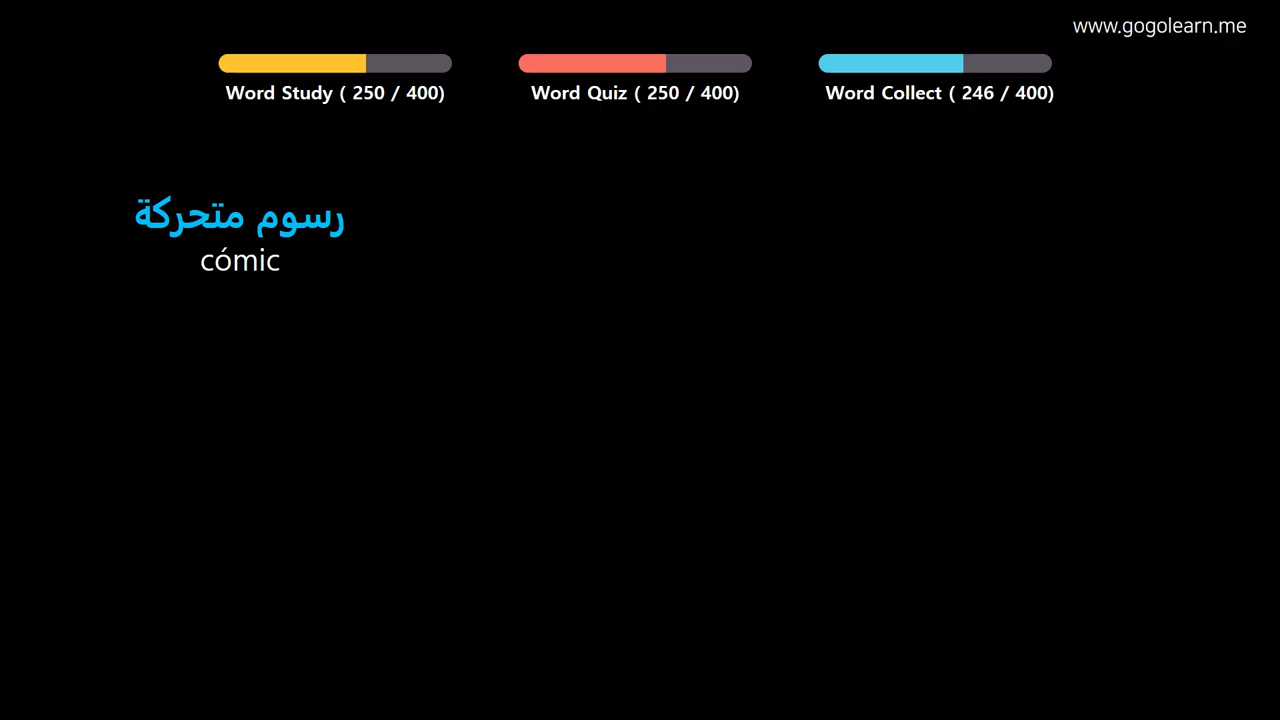 www.gogolearn.me
Word Study ( 250 / 400)
Word Quiz ( 250 / 400)
Word Collect ( 246 / 400)
رسوم متحركة
cómic